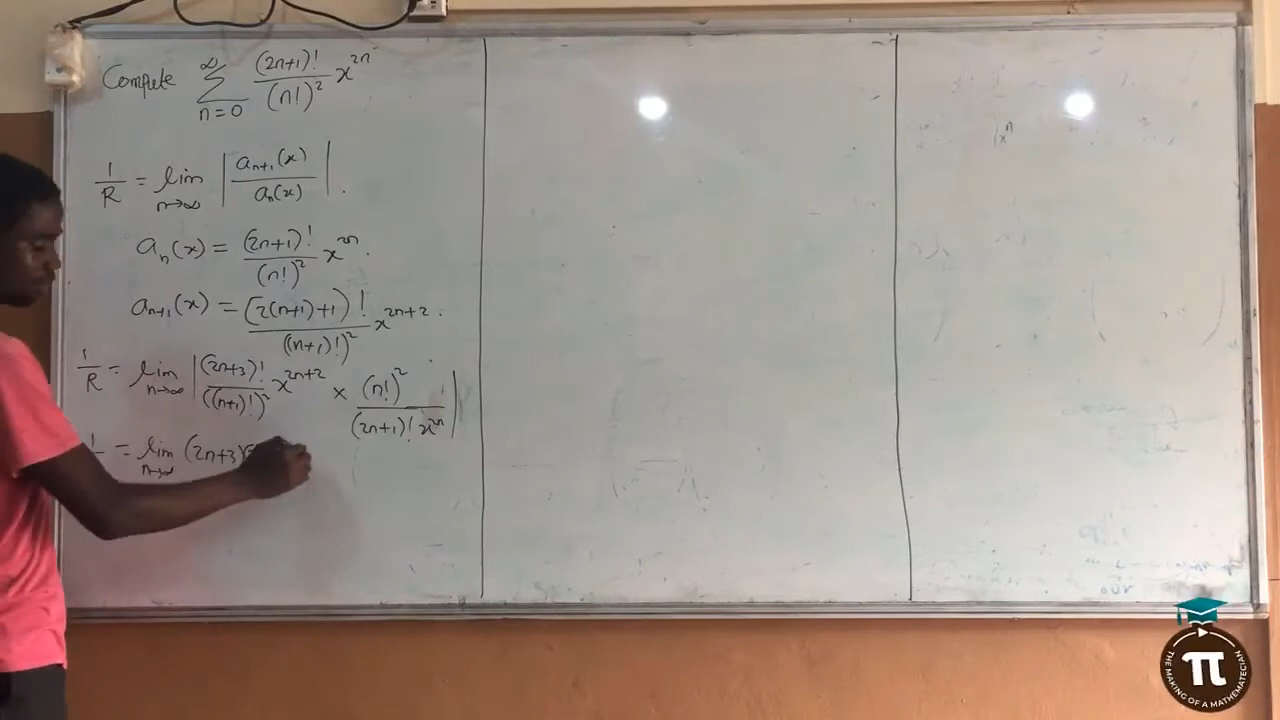 Compute ∑_{n=0}^{∞} (2n+1)!/(n!)² x^{2n}
1/R = lim_{n→∞} |a_{n+1}(x)/a_n(x)|.
a_n(x) = (2n+1)!/(n!)² x^{2n}.
a_{n+1}(x) = [2(n+1)+1)!/((n+1)!)² x^{2n+2}.
1/R = lim_{n→∞} |(2n+3)!/((n+1)!)² x^{2n+2} × (n!)²/(2n+1)! x^{2n}|
= lim_{n→∞} (2n+3)
x^n
π
THE MAKING OF A MATHEMATECIAN